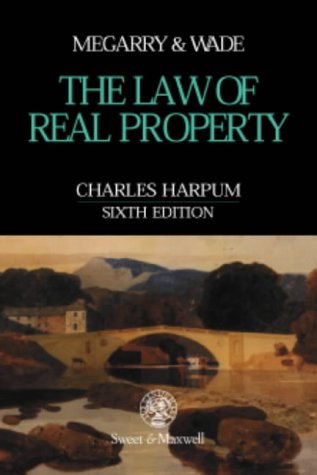 MEGARRY & WADE
THE LAW OF
REAL PROPERTY
CHARLES HARPUM
SIXTH EDITION
Sweet & Maxwell